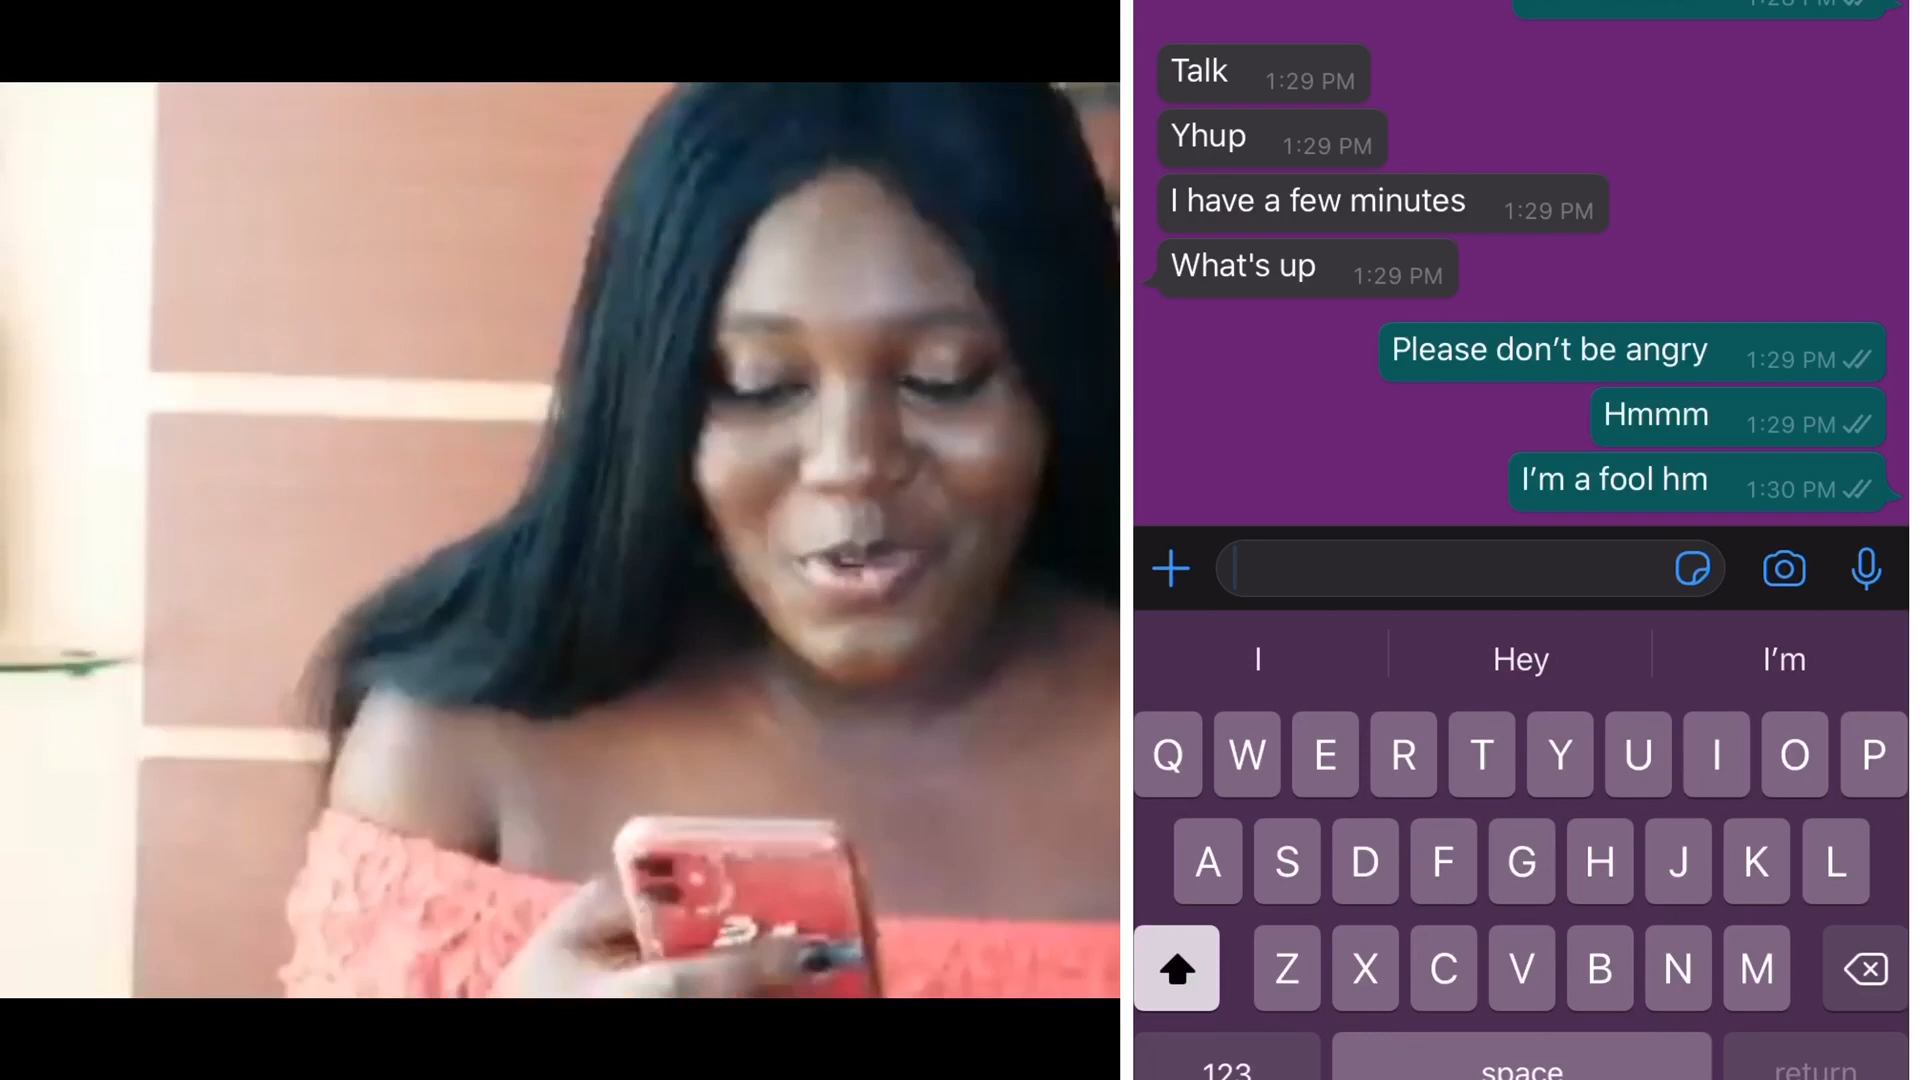 Talk 1:29 PM
Yhup 1:29 PM
I have a few minutes 1:29 PM
What's up 1:29 PM
Please don’t be angry 1:29 PM
Hmmm 1:29 PM
I’m a fool hm 1:30 PM
I Hey I’m
Q W E R T Y U I O P
A S D F G H J K L
Z X C V B N M
123 space return